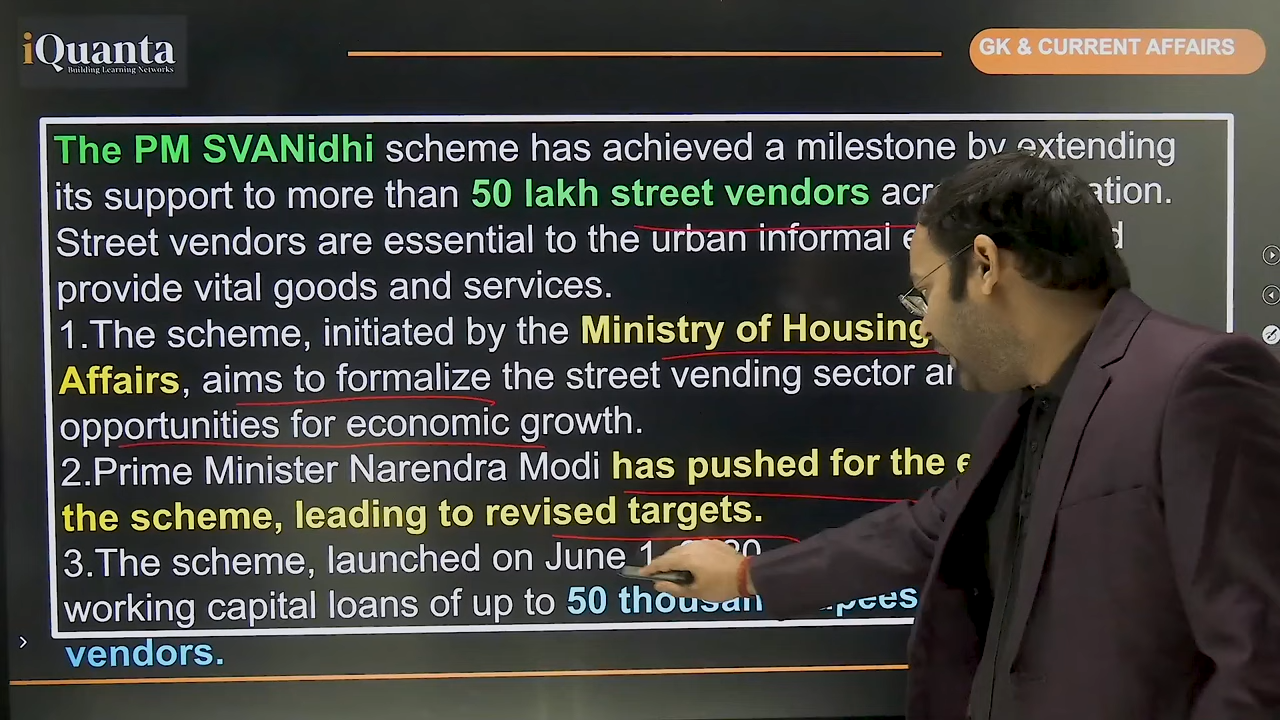 iQuanta
Building Learning Networks
GK & CURRENT AFFAIRS
The PM SVANidhi scheme has achieved a milestone by extending
its support to more than 50 lakh street vendors
Street vendors are essential to the urban informal
provide vital goods and services.
1.The scheme, initiated by the Ministry of Housing
Affairs, aims to formalize the street vending sector
opportunities for economic growth.
2.Prime Minister Narendra Modi has pushed for the
the scheme, leading to revised targets.
3.The scheme, launched on June 1
working capital loans of up to 50
vendors.